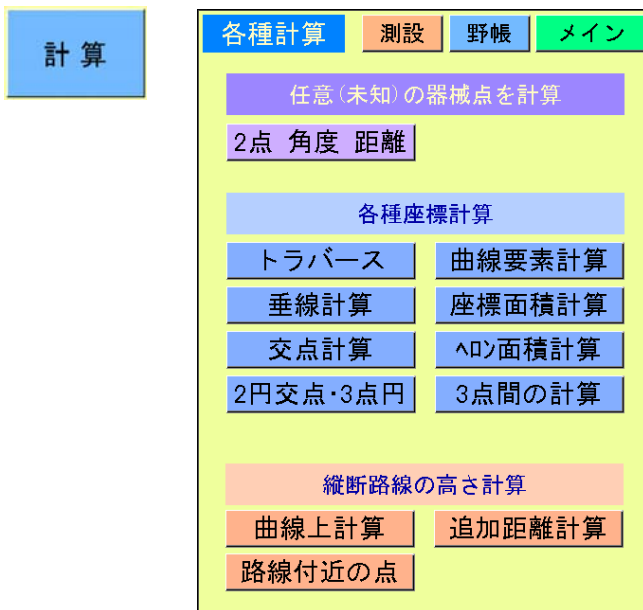 計 算
各種計算 測設 野帳 メイン
任意(未知)の器械点を計算
2点 角度 距離
各種座標計算
トラバース 曲線要素計算
垂線計算 座標面積計算
交点計算 ﾍﾛﾝ面積計算
2円交点･3点円 3点間の計算
縦断路線の高さ計算
曲線上計算 追加距離計算
路線付近の点